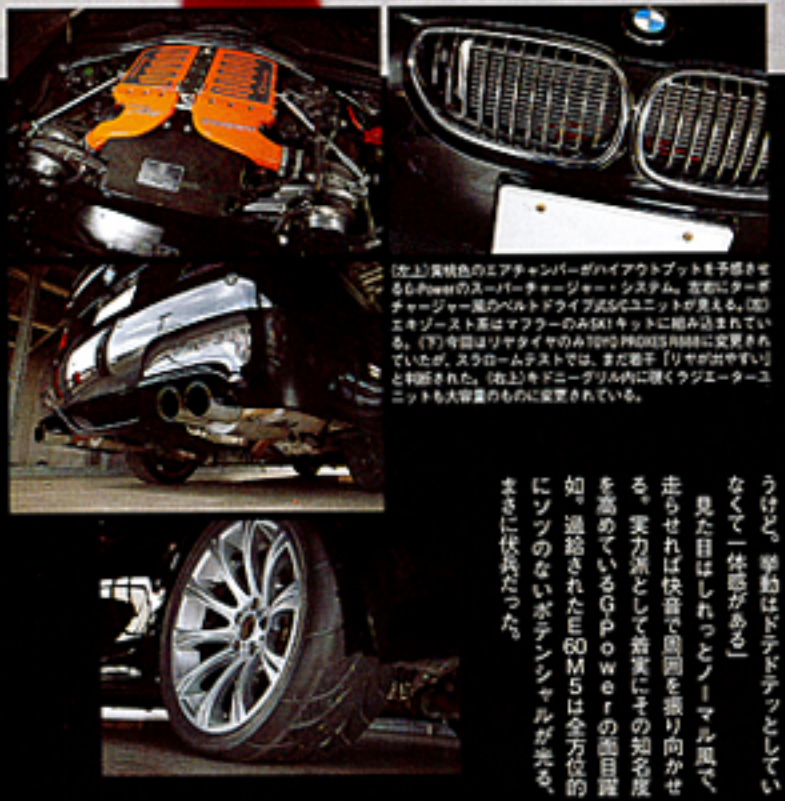 (左上)黄桃色のエアチャンバーがハイアウトプットを予感させ
るG-Powerのスーパーチャージャー・システム。左右にターボ
チャージャー風のベルトドライブ式S/Cユニットが見える。(左)
エキゾースト系はマフラーのみSK1キットに組み込まれてい
る。(下)今回はリヤタイヤのみTOYO PROXES R888に変更され
ていたが、スラロームテストでは、まだ若干「リヤが出やすい」
と判断された。(右上)キドニーグリル内に覗くラジエーターユ
ニットも大容量のものに変更されている。
うけど。挙動はドテドテッとしてい
なくて一体感がある」
見た目はしれっとノーマル風で、
走らせれば快音で周囲を振り向かせ
る。実力派として着実にその知名度
を高めているGPowerの面目躍
如。過給されたE60M5は全方位的
にソツのないポテンシャルが光る、
まさに伏兵だった。